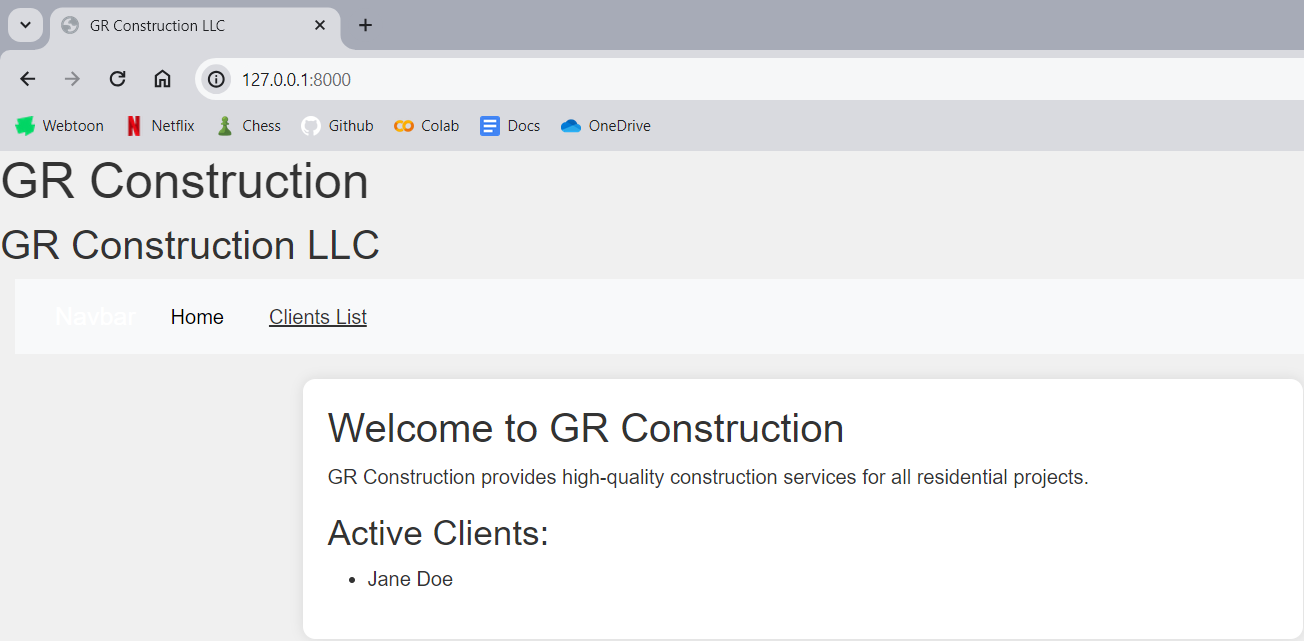 GR Construction LLC
127.0.0.1:8000
Webtoon Netflix Chess Github Colab Docs OneDrive
GR Construction
GR Construction LLC
Navbar Home Clients List
Welcome to GR Construction
GR Construction provides high-quality construction services for all residential projects.
Active Clients:
Jane Doe